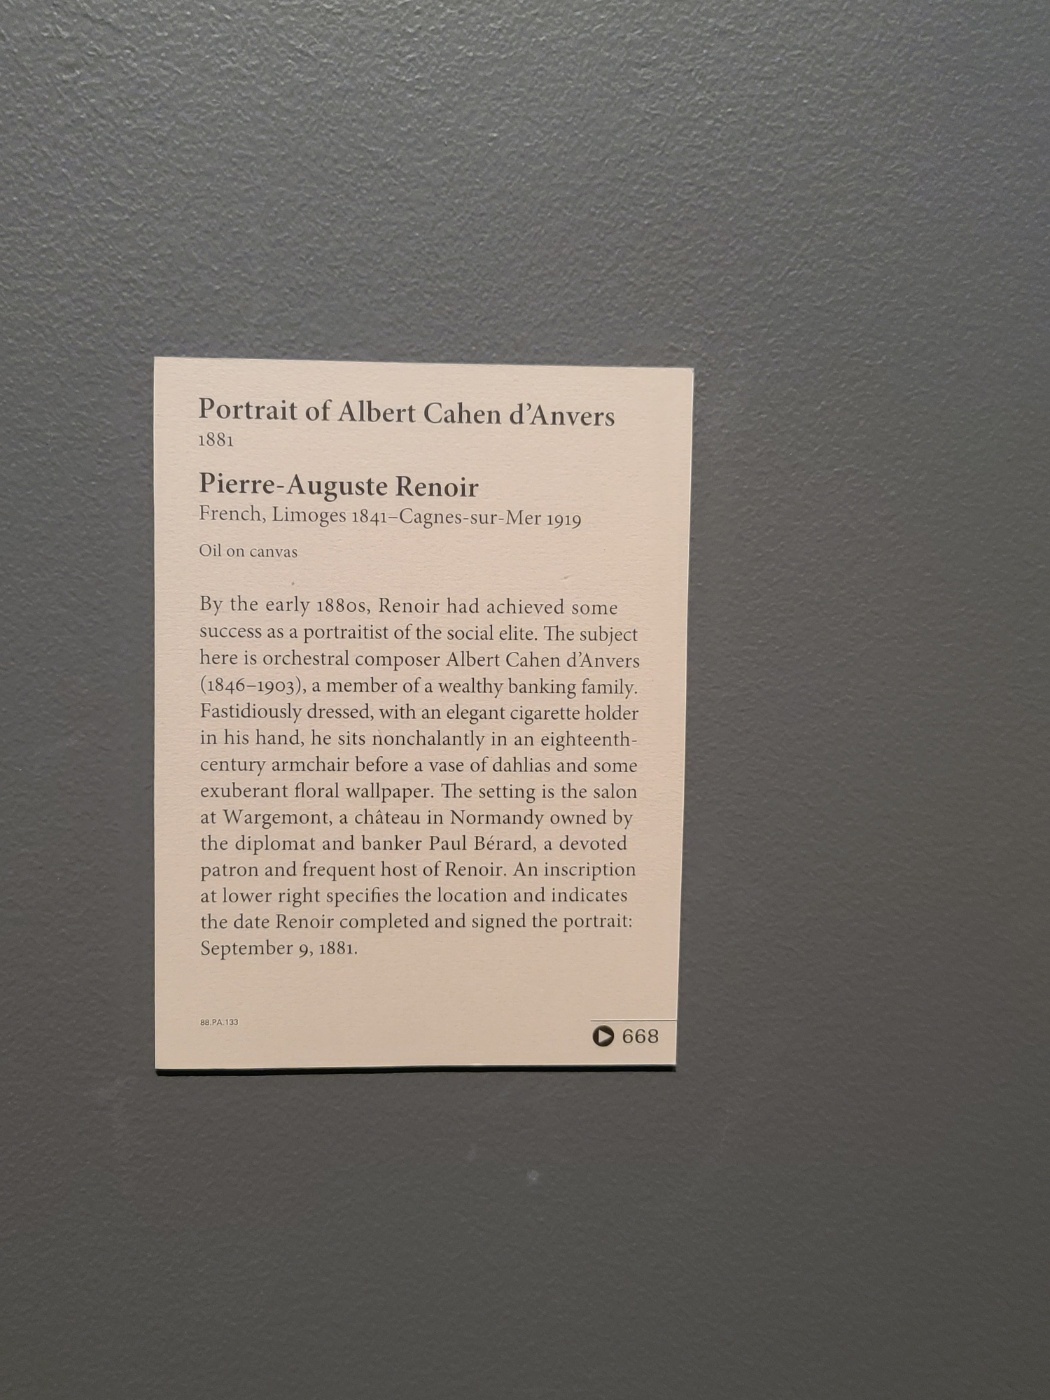 Portrait of Albert Cahen d’Anvers
1881
Pierre-Auguste Renoir
French, Limoges 1841–Cagnes-sur-Mer 1919
Oil on canvas
By the early 1880s, Renoir had achieved some
success as a portraitist of the social elite. The subject
here is orchestral composer Albert Cahen d’Anvers
(1846–1903), a member of a wealthy banking family.
Fastidiously dressed, with an elegant cigarette holder
in his hand, he sits nonchalantly in an eighteenth-
century armchair before a vase of dahlias and some
exuberant floral wallpaper. The setting is the salon
at Wargemont, a château in Normandy owned by
the diplomat and banker Paul Bérard, a devoted
patron and frequent host of Renoir. An inscription
at lower right specifies the location and indicates
the date Renoir completed and signed the portrait:
September 9, 1881.
88.PA.133
668